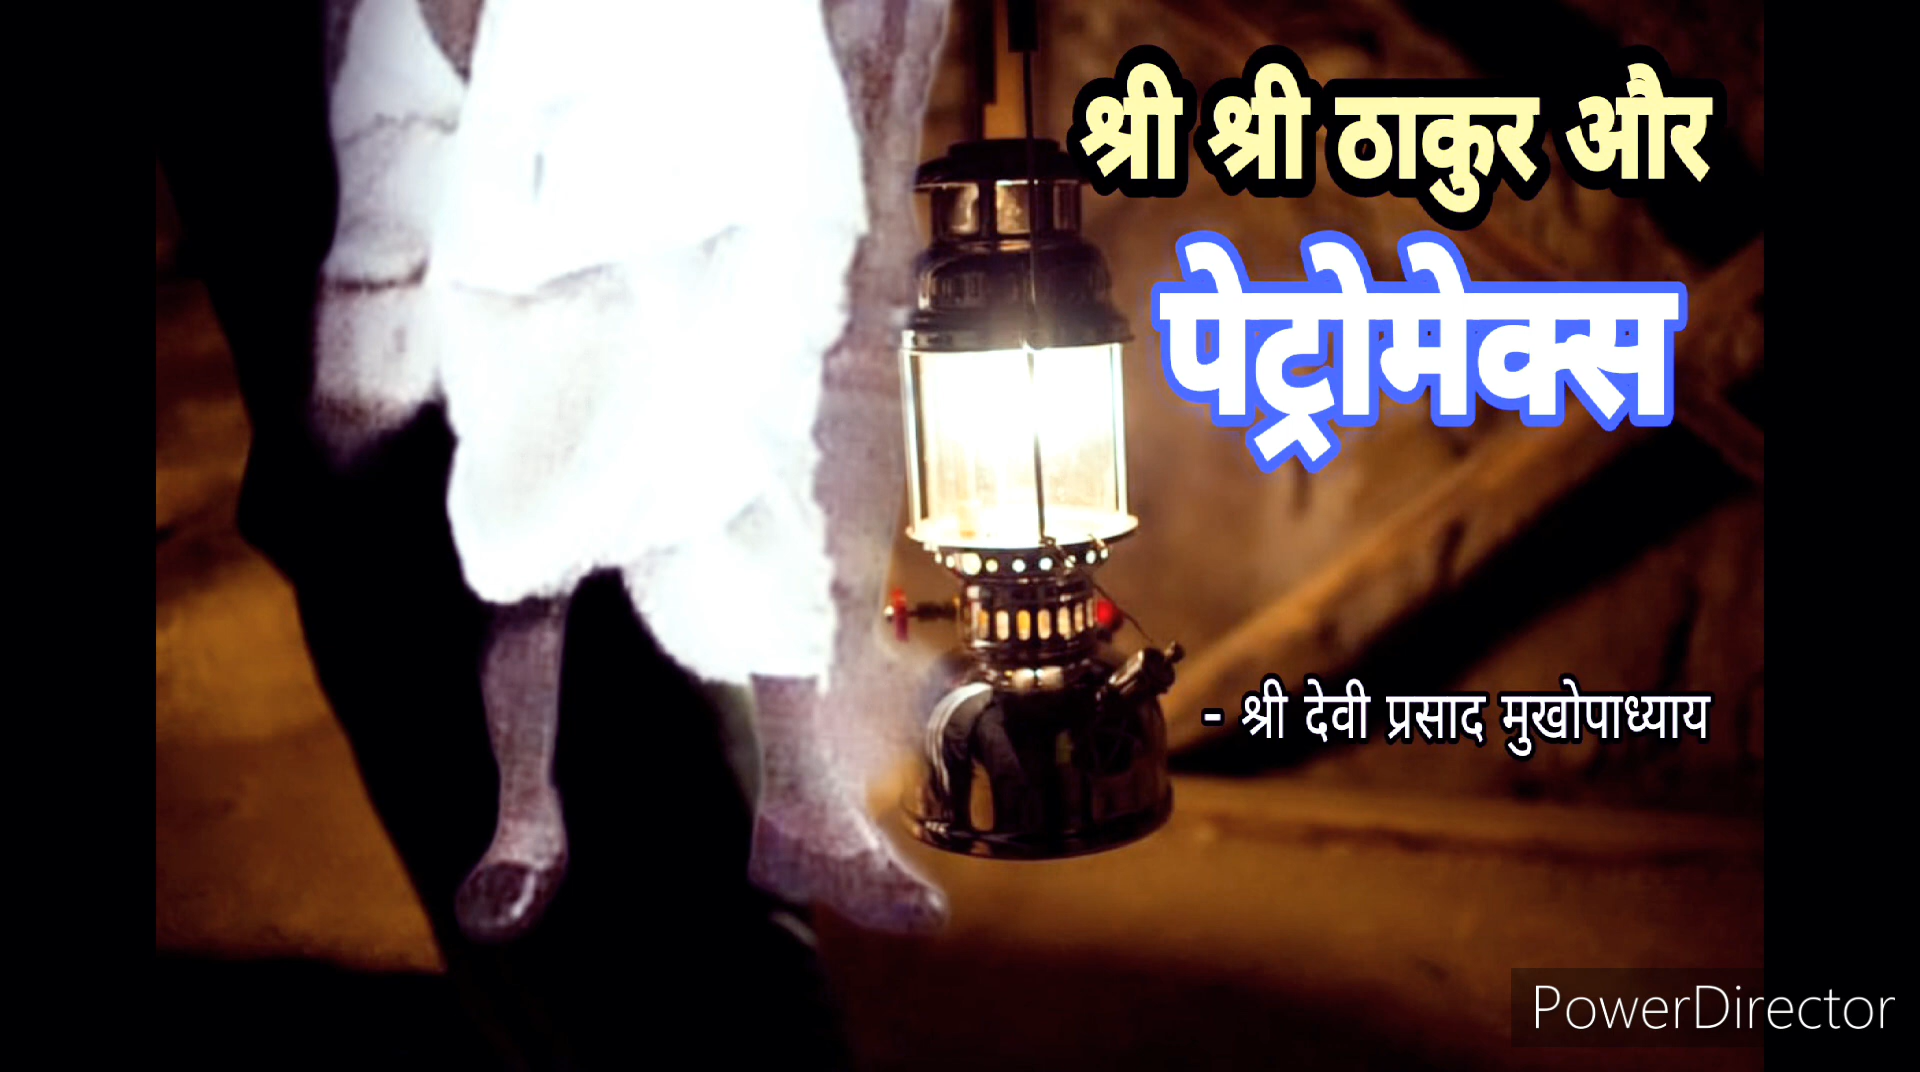 श्री श्री ठाकुर और
पेट्रोमेक्स
- श्री देवी प्रसाद मुखोपाध्याय
PowerDirector